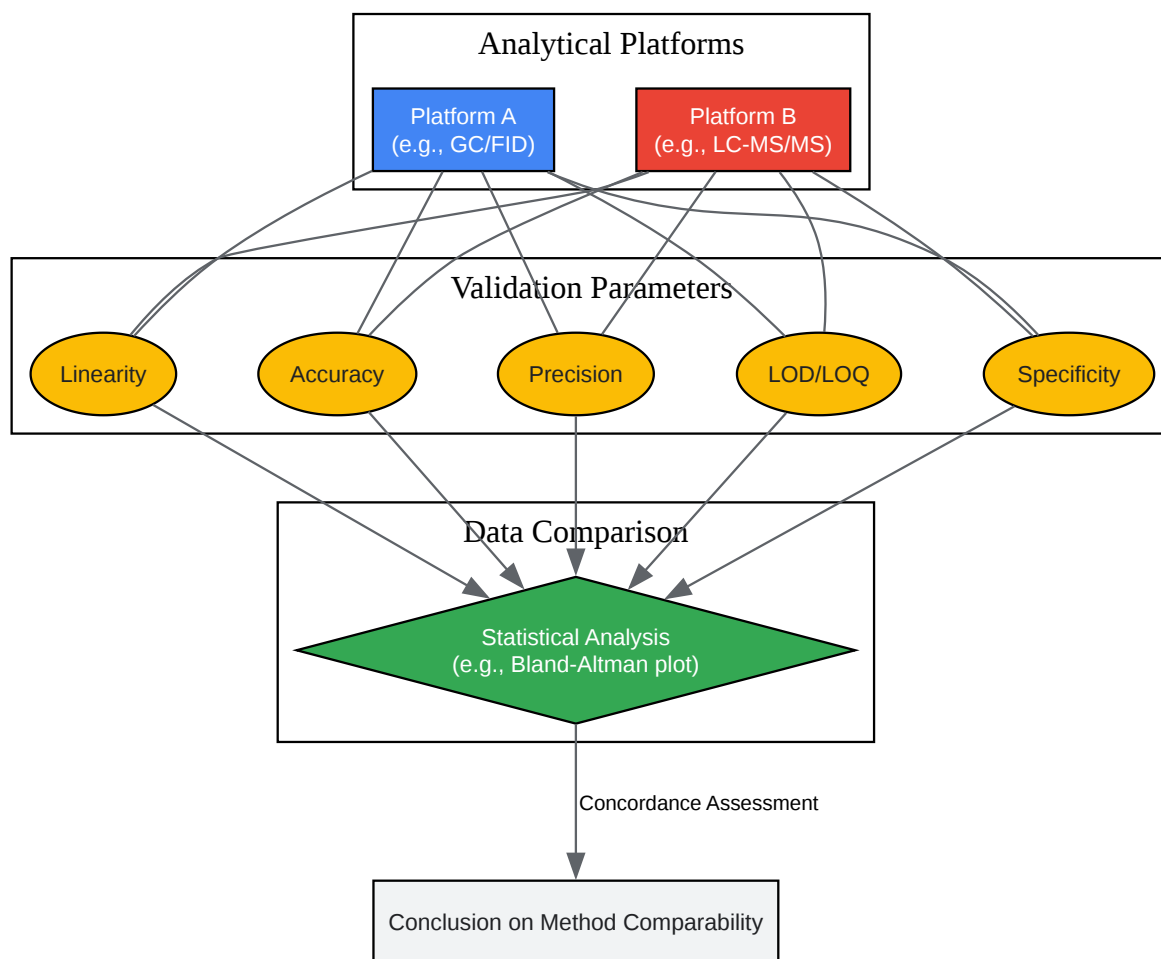 Analytical Platforms
Platform A
(e.g., GC/FID)
Platform B
(e.g., LC-MS/MS)
Validation Parameters
Linearity
Accuracy
Precision
LOD/LOQ
Specificity
Data Comparison
Statistical Analysis
(e.g., Bland-Altman plot)
Concordance Assessment
Conclusion on Method Comparability